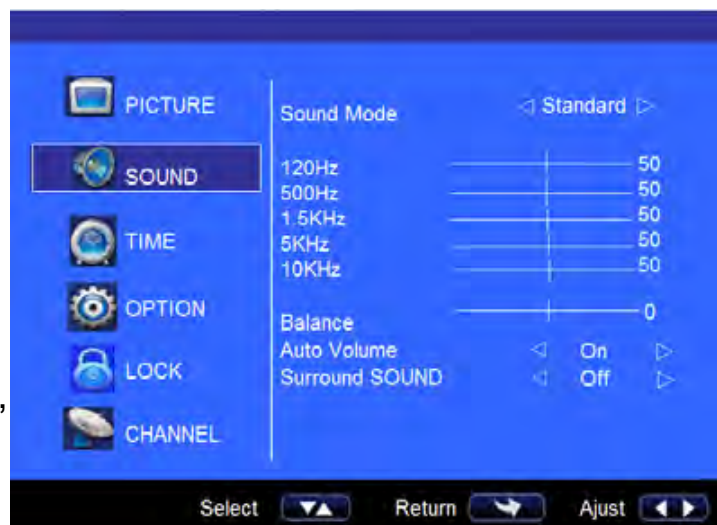 PICTURE
SOUND
TIME
OPTION
LOCK
CHANNEL
Sound Mode ◁ Standard ▷
120Hz 50
500Hz 50
1.5KHz 50
5KHz 50
10KHz 50
Balance 0
Auto Volume ◁ On ▷
Surround SOUND ◁ Off ▷
,
Select ▼▲ Return Ajust ◀ ▶